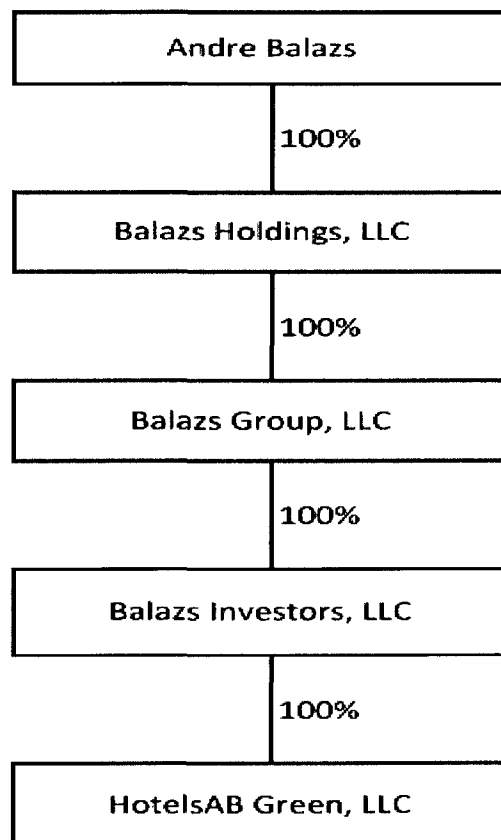 Andre Balazs
100%
Balazs Holdings, LLC
100%
Balazs Group, LLC
100%
Balazs Investors, LLC
100%
HotelsAB Green, LLC